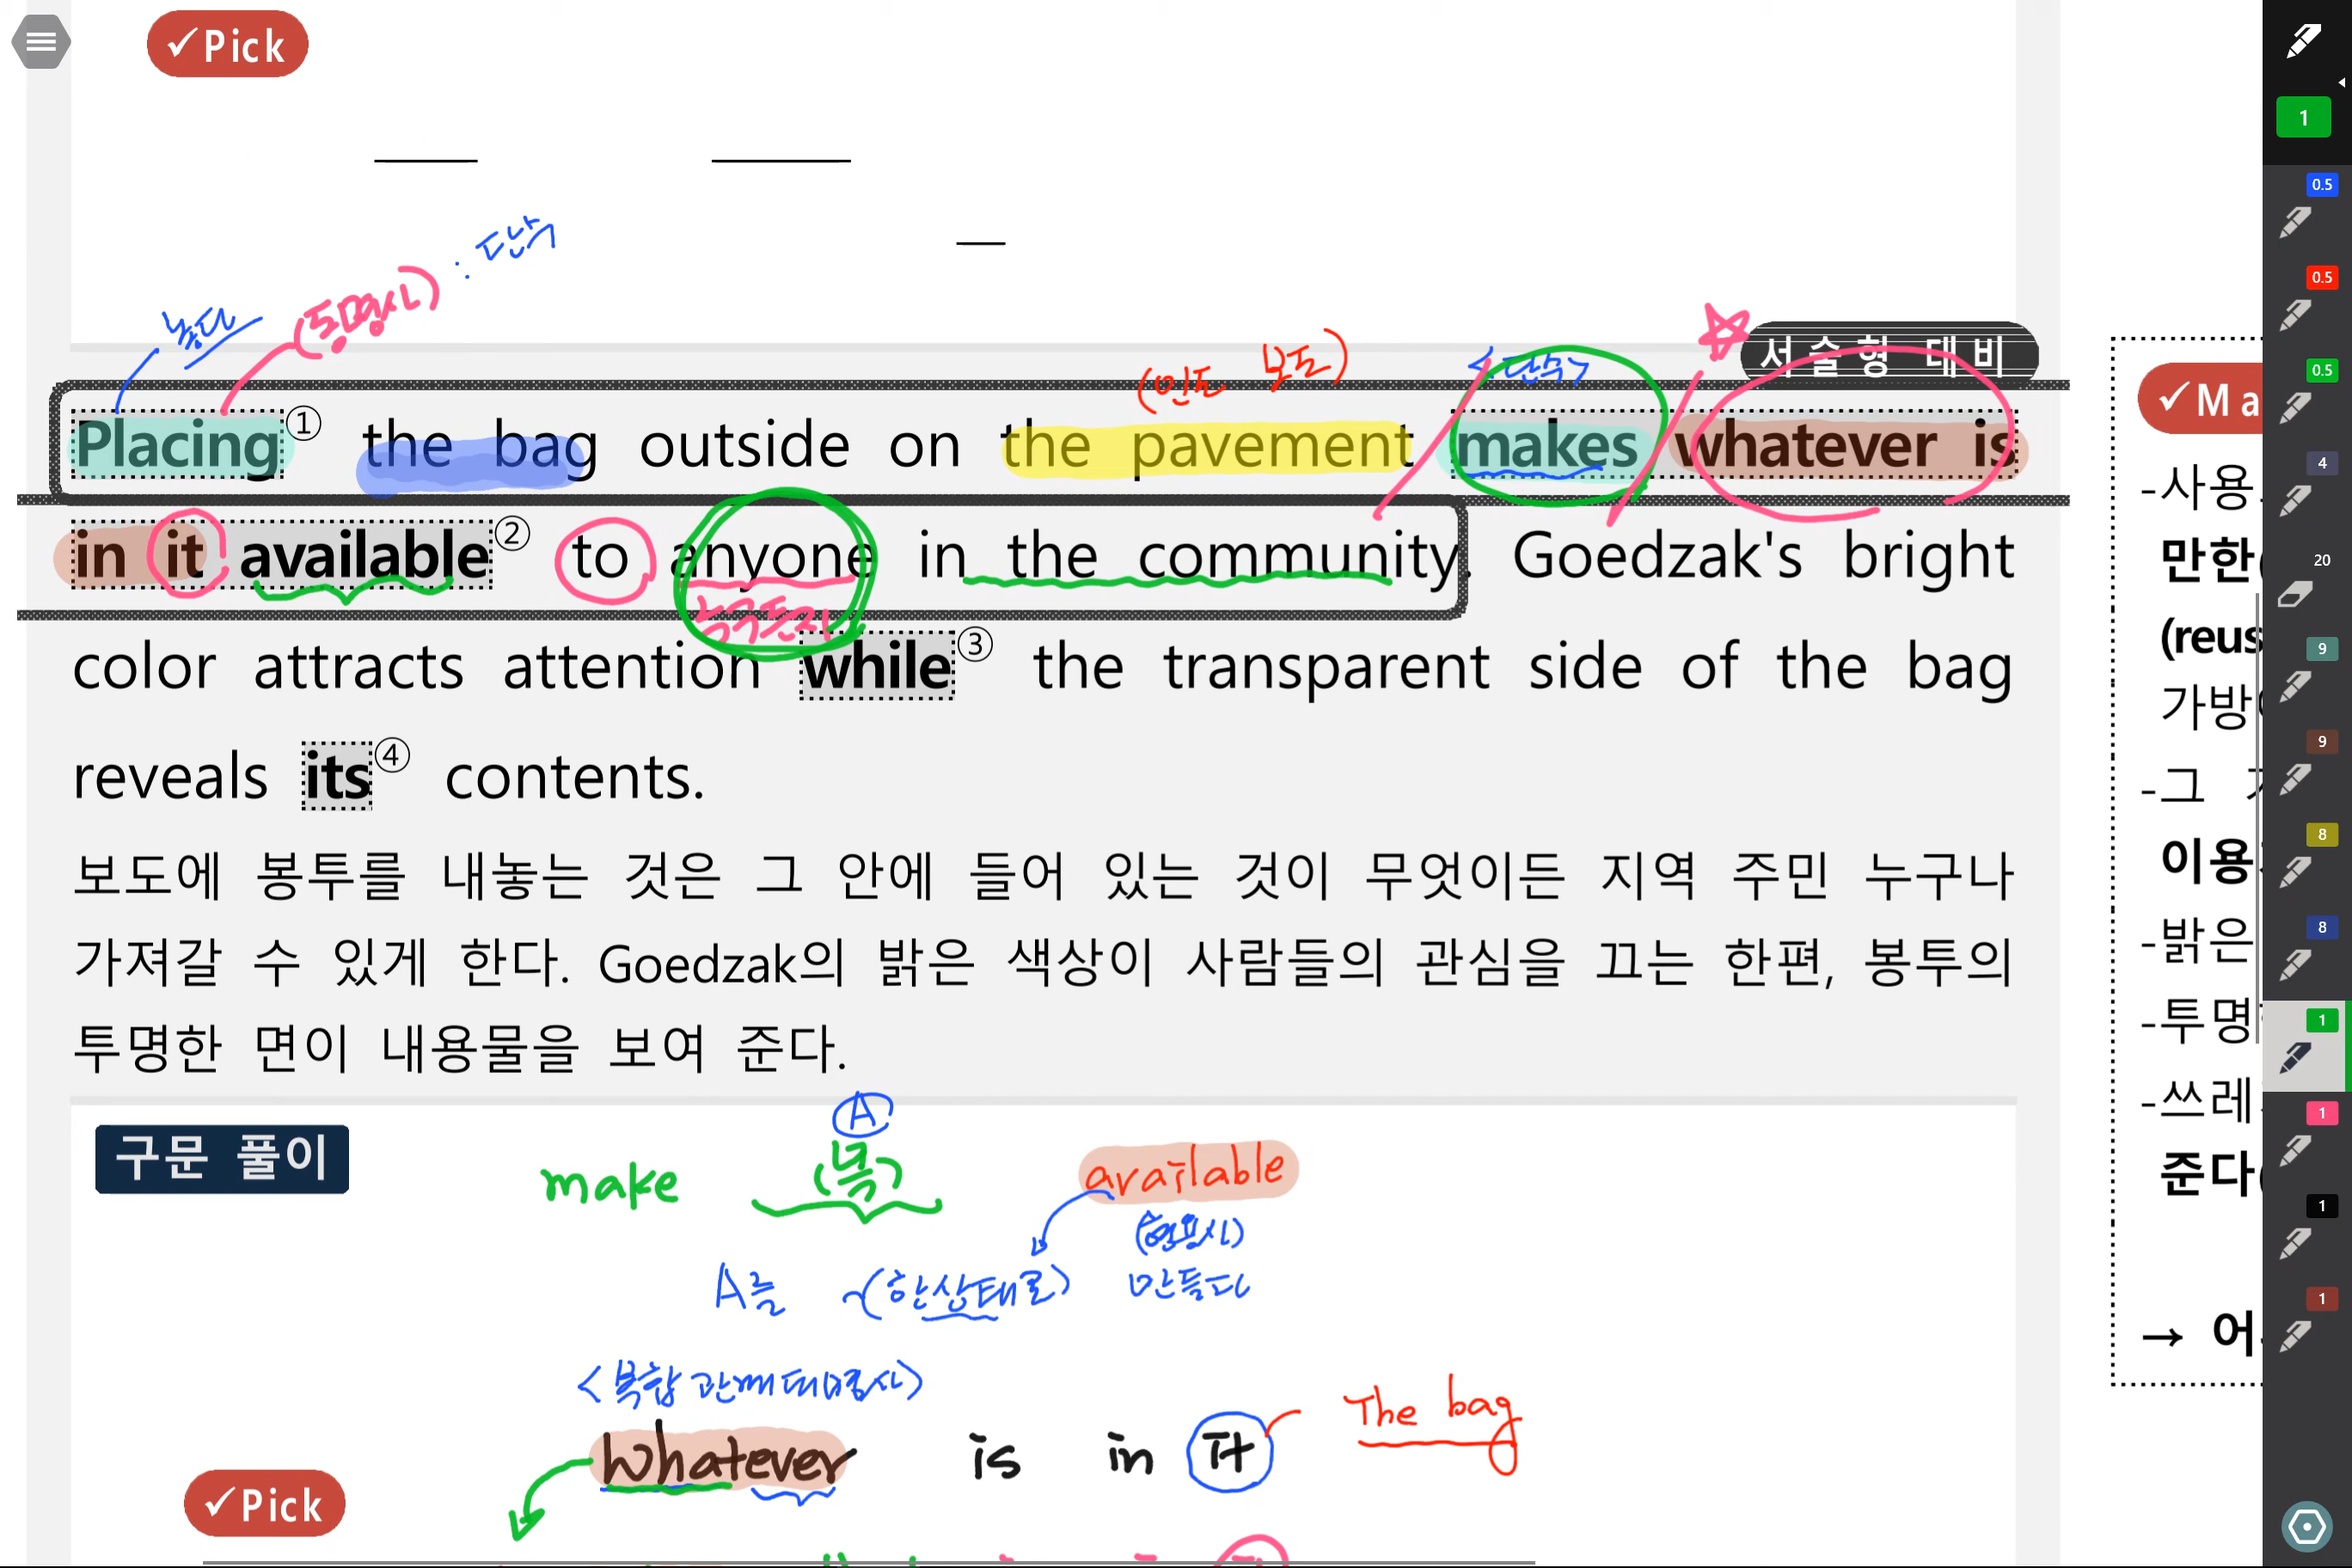 ✓Pick
: 단수
놓다
(동명사)
(인도 보도)
<단수>
서술형 대비
Placing① the bag outside on the pavement makes whatever is
in it available② to anyone in the community. Goedzak's bright
누구든지
color attracts attention while③ the transparent side of the bag
reveals its④ contents.
보도에 봉투를 내놓는 것은 그 안에 들어 있는 것이 무엇이든 지역 주민 누구나
가져갈 수 있게 한다. Goedzak의 밝은 색상이 사람들의 관심을 끄는 한편, 봉투의
투명한 면이 내용물을 보여 준다.
구문 풀이
A
make (목) available
(형용사)
A를 ~(한상태로) 만들다
<복합관계대명사>
The bag
whatever is in it
✓Pick
✓Ma
-사용
만한
(reus
가방
-그
이용
-밝은
-투명
-쓰레
준다(
→ 어
1
0.5
0.5
0.5
4
20
9
9
8
8
1
1
1
1